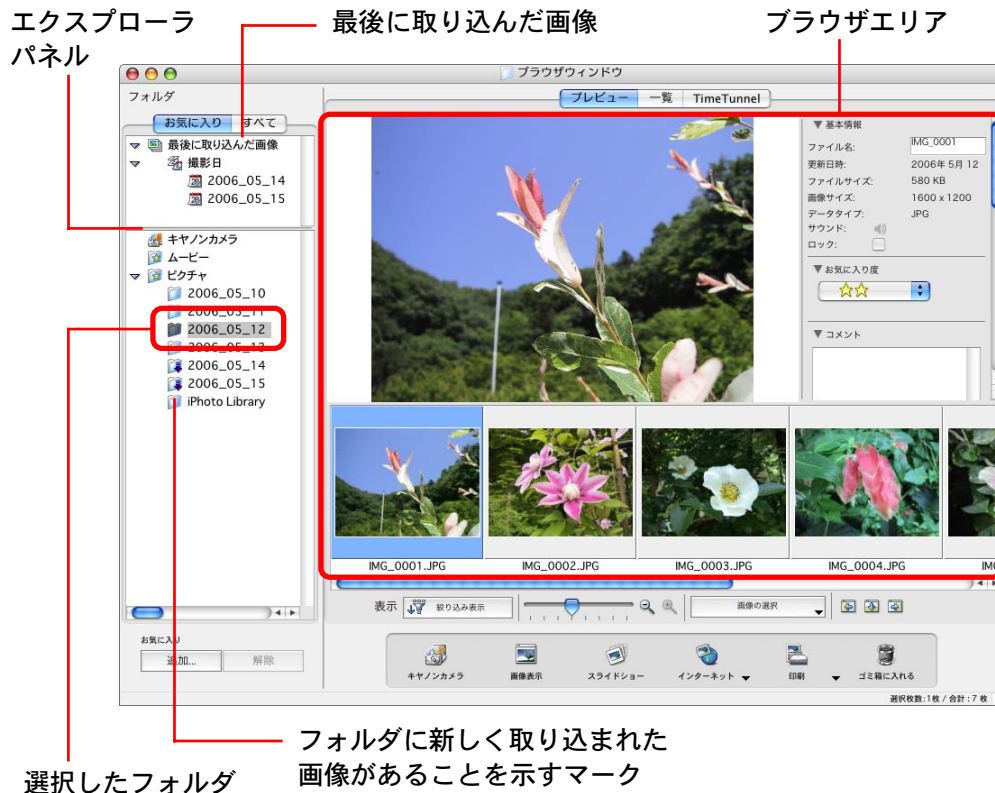 エクスプローラ
パネル
最後に取り込んだ画像
ブラウザエリア
ブラウザウィンドウ
フォルダ
プレビュー 一覧 TimeTunnel
お気に入り すべて
最後に取り込んだ画像
撮影日
2006_05_14
2006_05_15
キヤノンカメラ
ムービー
ピクチャ
2006_05_10
2006_05_11
2006_05_12
2006_05_13
2006_05_14
2006_05_15
iPhoto Library
基本情報
ファイル名: IMG_0001
更新日時: 2006年 5月 12
ファイルサイズ: 580 KB
画像サイズ: 1600 x 1200
データタイプ: JPG
サウンド:
ロック:
お気に入り度
コメント
IMG_0001.JPG IMG_0002.JPG IMG_0003.JPG IMG_0004.JPG
表示 絞り込み表示 画像の選択
お気に入り
追加... 解除
キヤノンカメラ 画像表示 スライドショー インターネット 印刷 ゴミ箱に入れる
選択枚数:1枚 / 合計:7 枚
フォルダに新しく取り込まれた
画像があることを示すマーク
選択したフォルダ